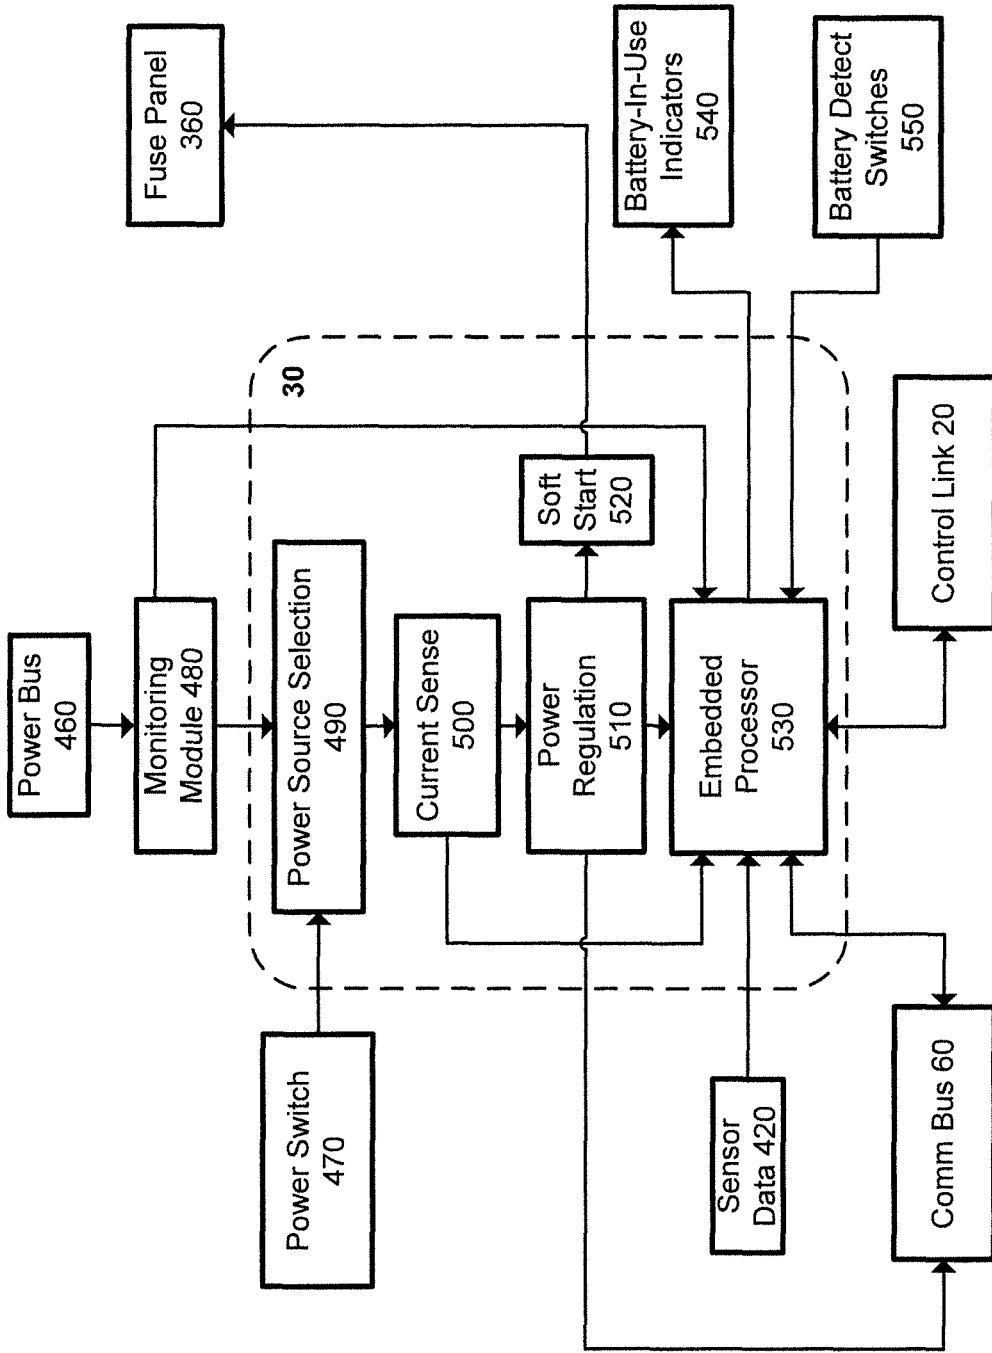 Power Bus
460
Monitoring
Module 480
Fuse Panel
360
30
Power Switch
470
Power Source Selection
490
Current Sense
500
Power
Regulation
510
Soft
Start
520
Battery-In-Use
Indicators
540
Sensor
Data 420
Embedded
Processor
530
Battery Detect
Switches
550
Comm Bus 60
Control Link 20